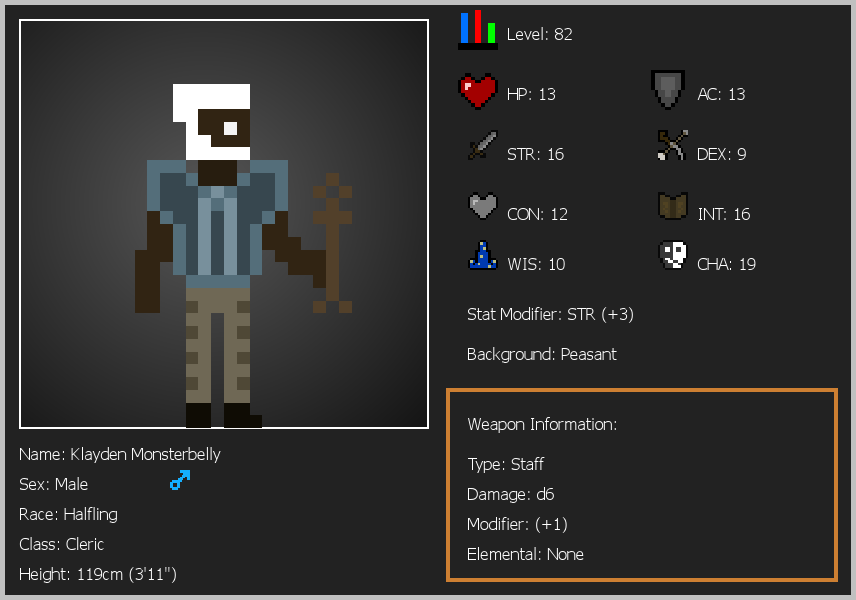 Level: 82
HP: 13
AC: 13
STR: 16
DEX: 9
CON: 12
INT: 16
WIS: 10
CHA: 19
Stat Modifier: STR (+3)
Background: Peasant
Weapon Information:
Type: Staff
Damage: d6
Modifier: (+1)
Elemental: None
Name: Klayden Monsterbelly
Sex: Male
Race: Halfling
Class: Cleric
Height: 119cm (3'11")